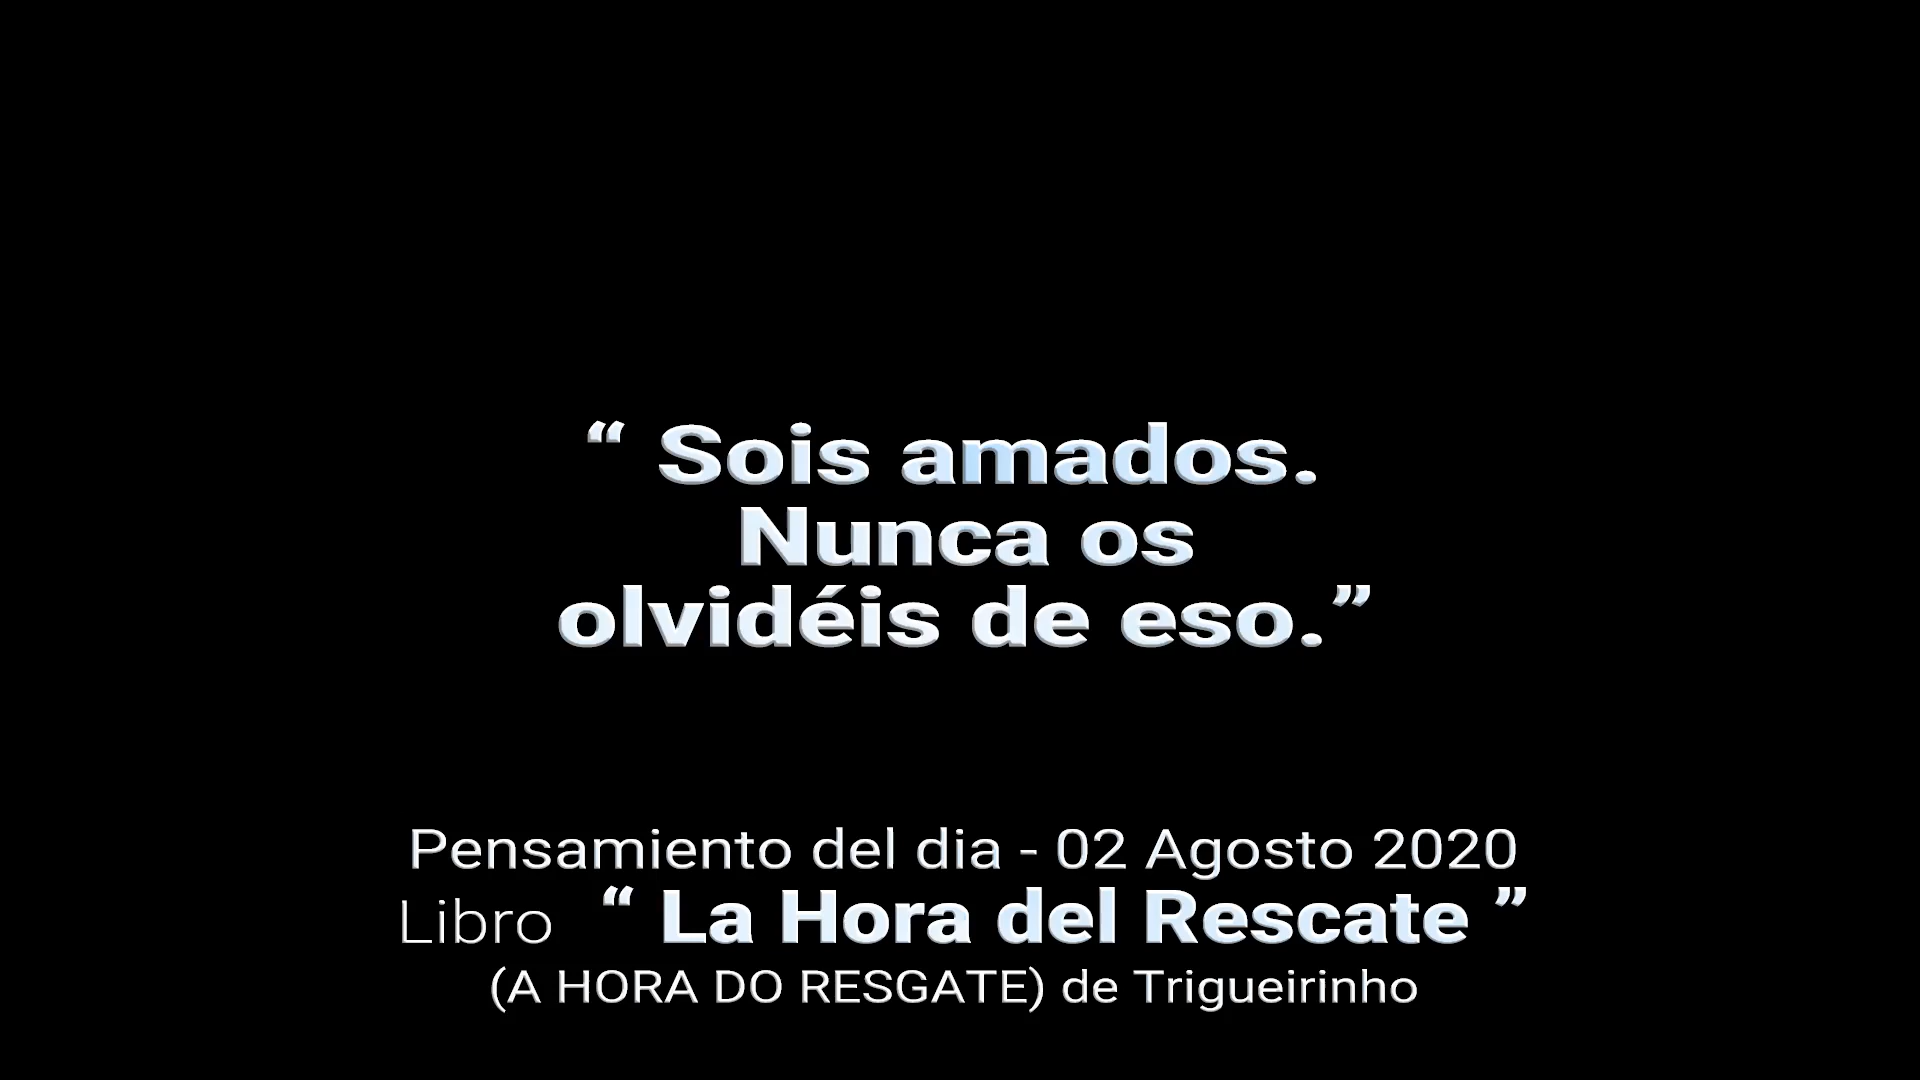 “ Sois amados.
Nunca os
olvidéis de eso.”
Pensamiento del dia - 02 Agosto 2020
Libro “ La Hora del Rescate ”
(A HORA DO RESGATE) de Trigueirinho